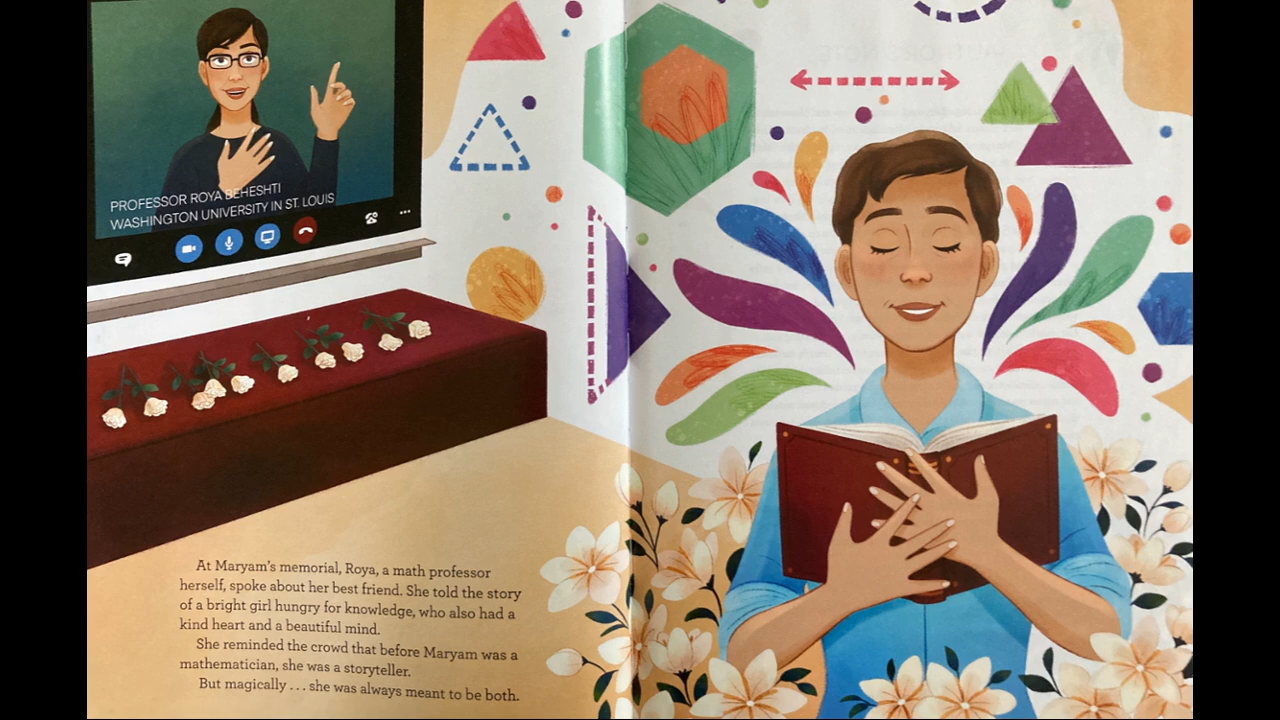 PROFESSOR ROYA BEHESHTI
WASHINGTON UNIVERSITY IN ST. LOUIS
At Maryam's memorial, Roya, a math professor
herself, spoke about her best friend. She told the story
of a bright girl hungry for knowledge, who also had a
kind heart and a beautiful mind.
She reminded the crowd that before Maryam was a
mathematician, she was a storyteller.
But magically . . . she was always meant to be both.